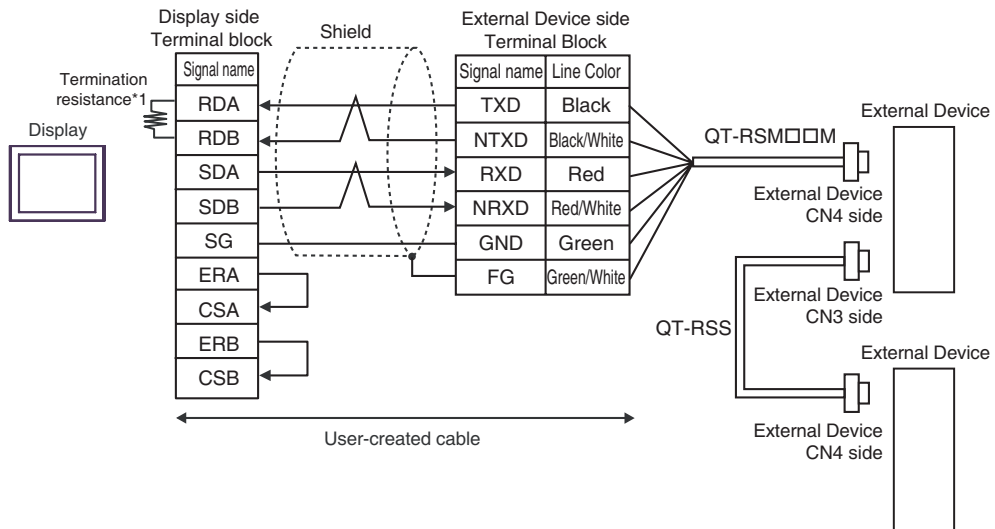 Display side
Terminal block
Shield
External Device side
Terminal Block
Signal name
Signal name Line Color
Termination
resistance*1
Display
RDA
TXD Black
RDB
NTXD Black/White
SDA
RXD Red
SDB
NRXD Red/White
SG
GND Green
ERA
FG Green/White
CSA
ERB
CSB
User-created cable
QT-RSM□□M
External Device
External Device
CN4 side
External Device
CN3 side
QT-RSS
External Device
External Device
CN4 side